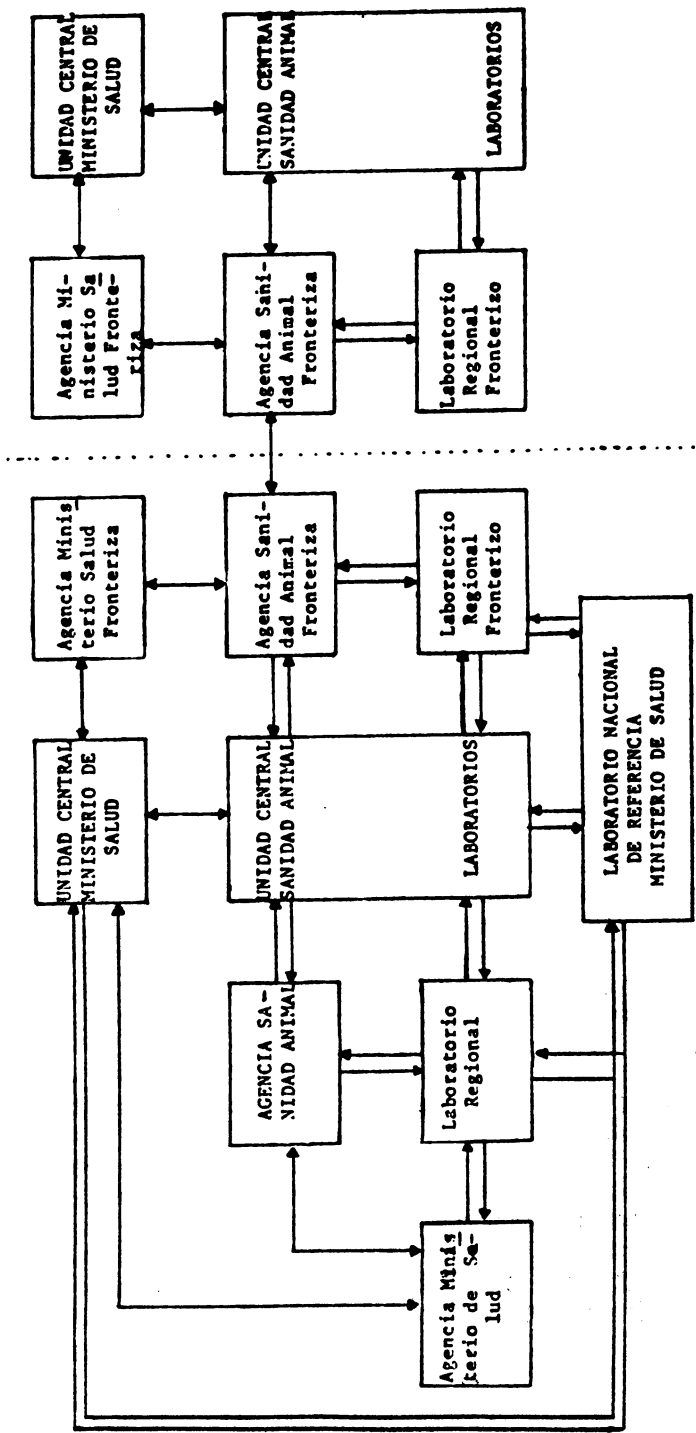 UNIDAD CENTRAL
MINISTERIO DE
SALUD
Agencia Minis
terio Salud
Fronteriza
Agencia Mi-
nisterio Sa
lud Fronte-
riza
UNIDAD CENTRAL
MINISTERIO DE
SALUD
AGENCIA SA-
NIDAD ANIMAL
UNIDAD CENTRAL
SANIDAD ANIMAL
Agencia Sani-
dad Animal
Fronteriza
Agencia Sani-
dad Animal
Fronteriza
UNIDAD CENTRAL
SANIDAD ANIMAL
Agencia Minis
terio de Sa-
lud
Laboratorio
Regional
LABORATORIOS
Laboratorio
Regional
Fronterizo
Laboratorio
Regional
Fronterizo
LABORATORIOS
LABORATORIO NACIONAL
DE REFERENCIA
MINISTERIO DE SALUD